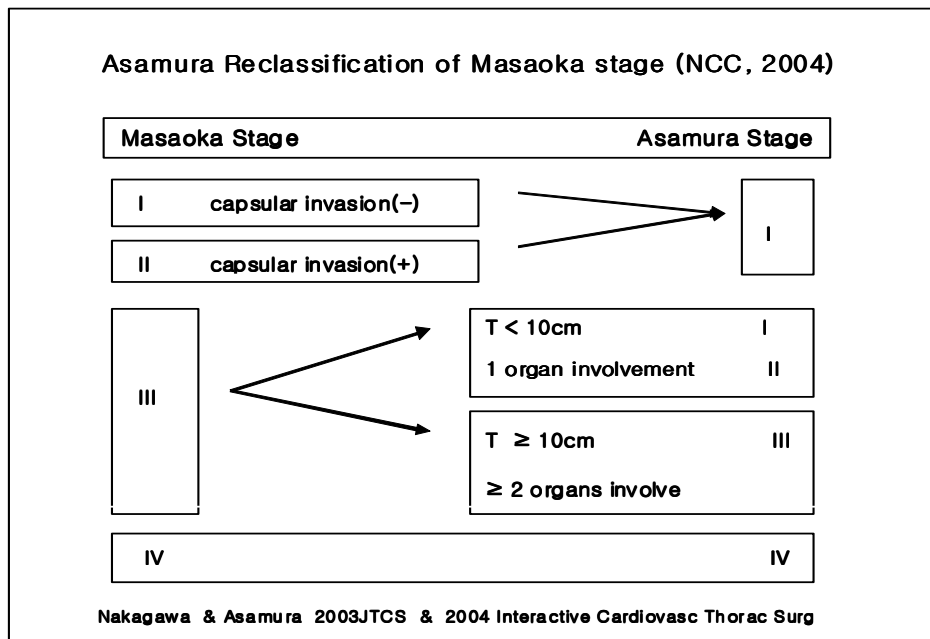 Asamura Reclassification of Masaoka stage (NCC, 2004)
Masaoka Stage Asamura Stage
I capsular invasion(-)
II capsular invasion(+)
I
III
T < 10cm I
1 organ involvement II
T ≥ 10cm III
≥ 2 organs involve
IV IV
Nakagawa & Asamura 2003JTCS & 2004 Interactive Cardiovasc Thorac Surg